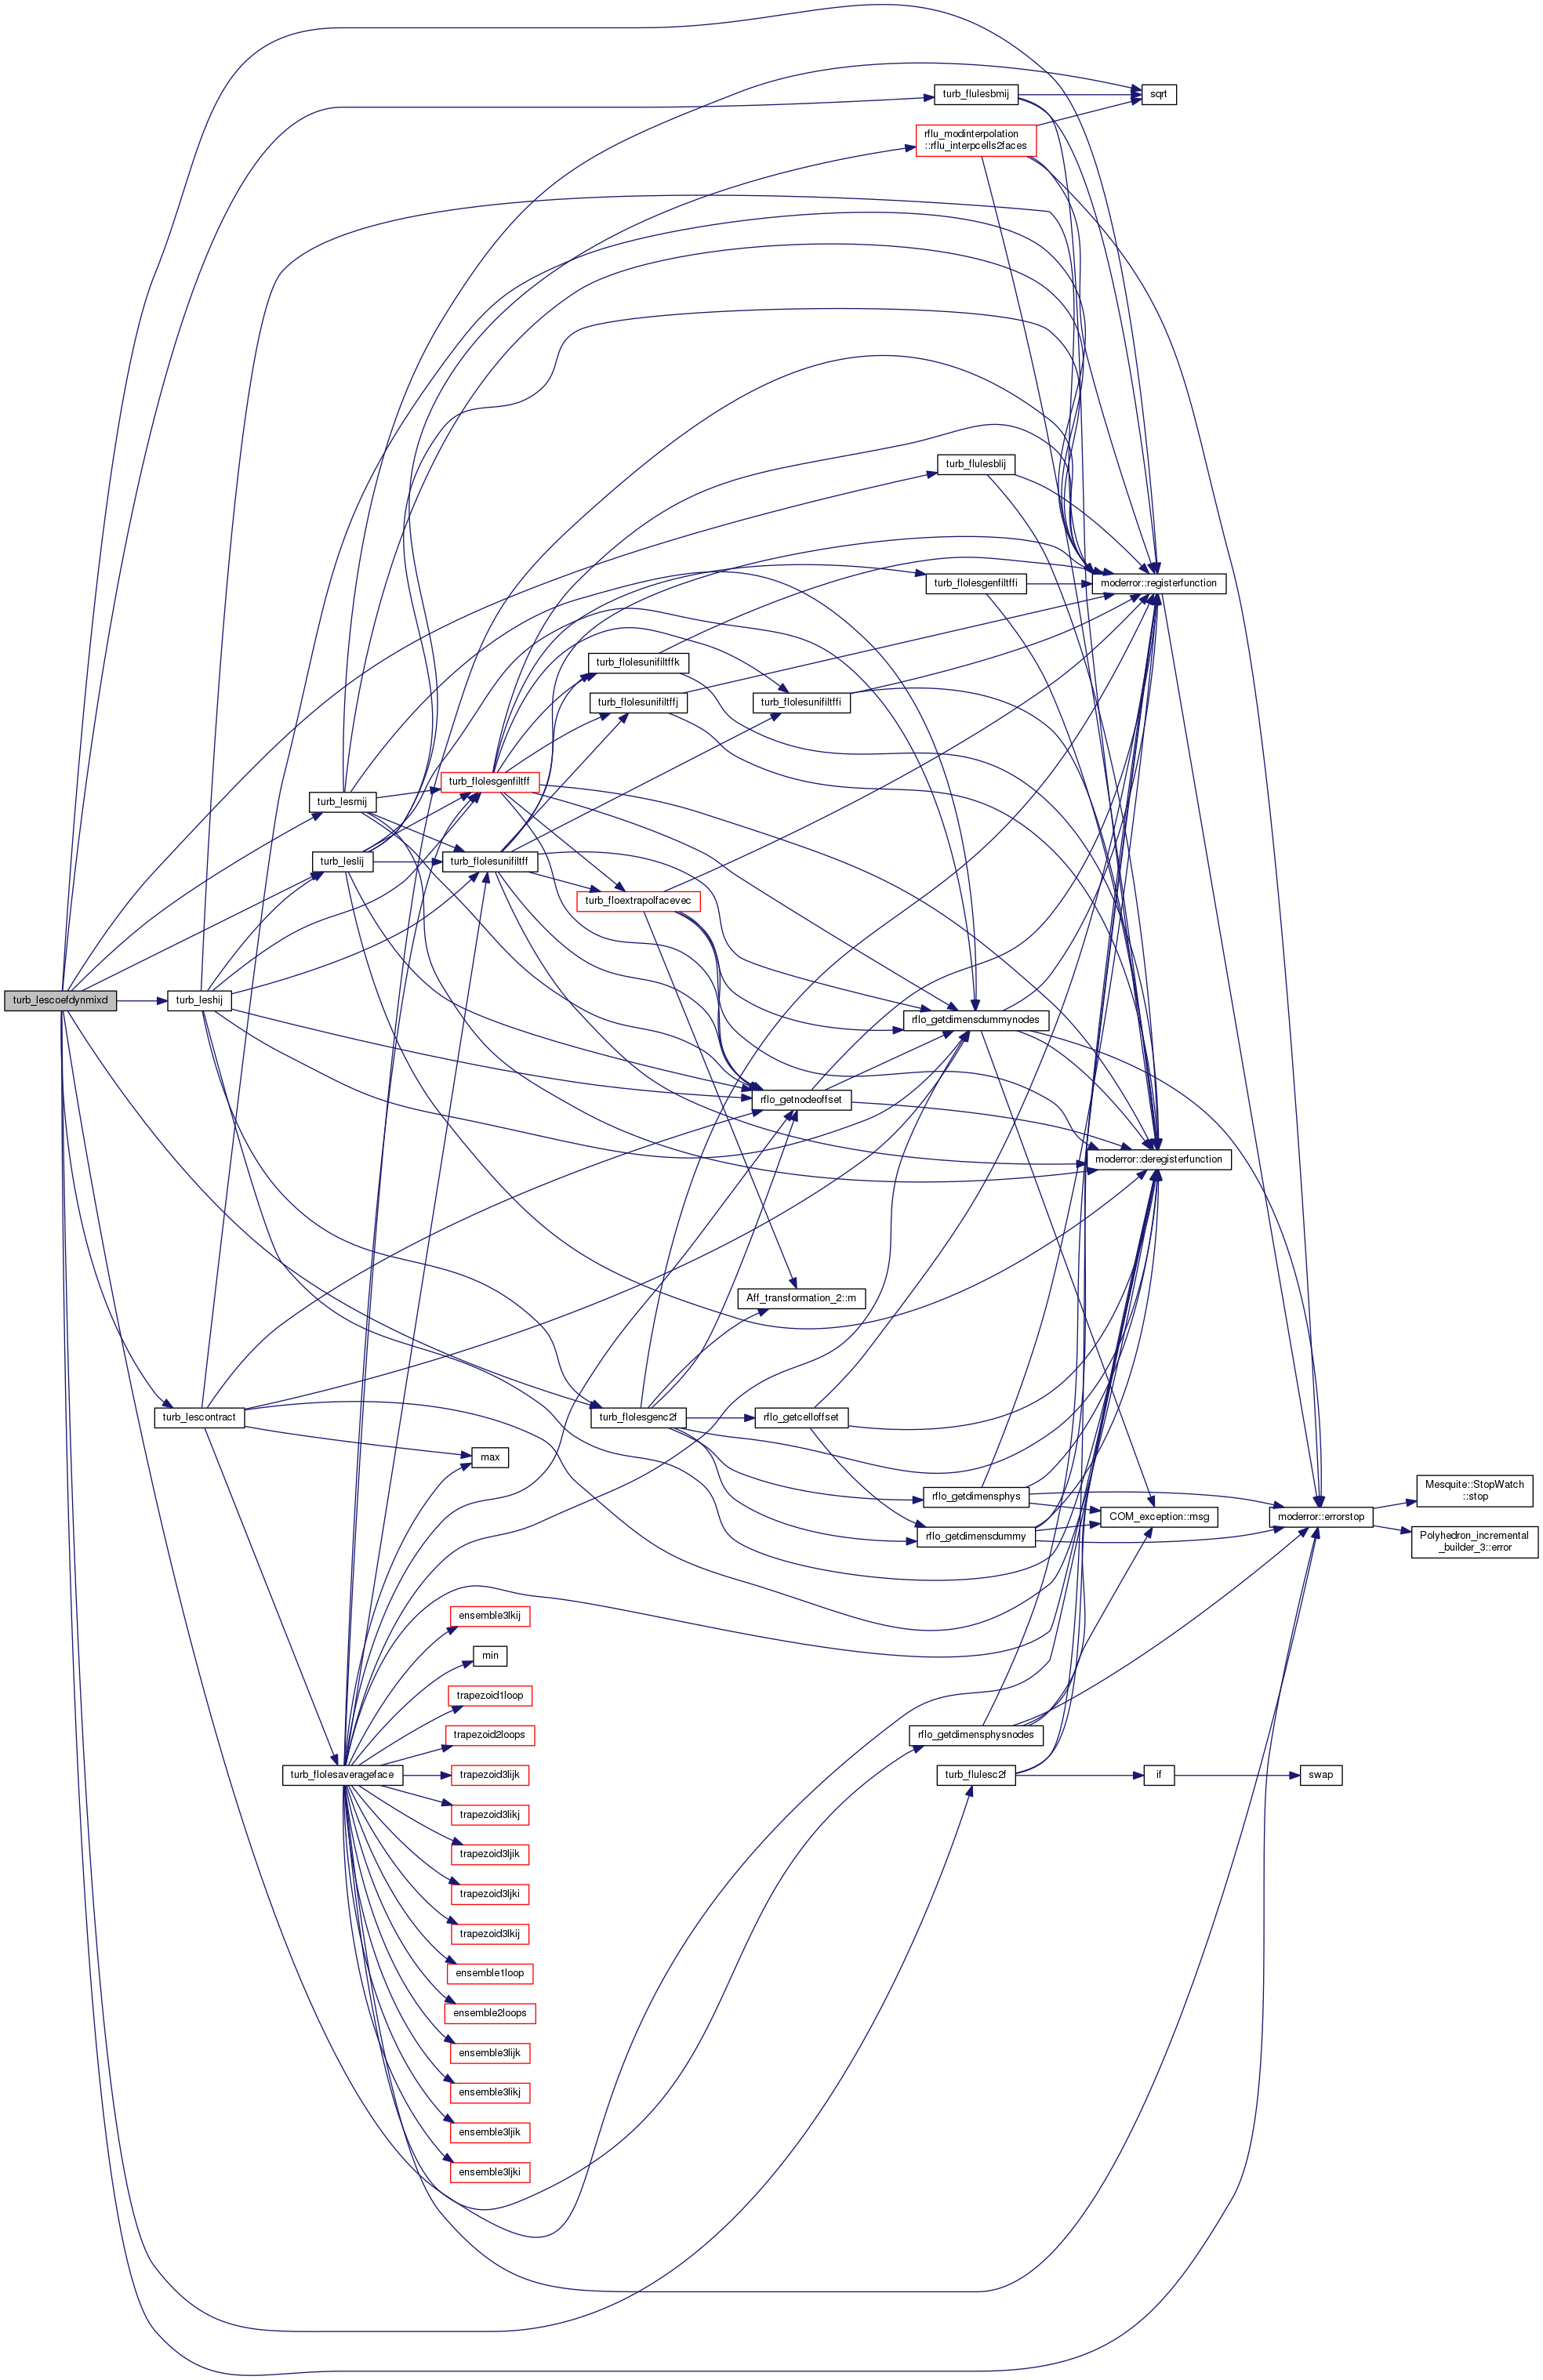 turb_flulesbmij
sqrt
rflu_modinterpolation
::rflu_interpcells2faces
turb_flulesblij
turb_flolesgenfiltffi
moderror::registerfunction
turb_flolesunifiltffk
turb_flolesunifiltffj
turb_flolesunifiltffi
turb_flolesgenfiltff
turb_lesmij
turb_leslij
turb_flolesunifiltff
turb_floextrapolfacevec
turb_lescoefdynmixd
turb_leshij
rflo_getdimensdummynodes
rflo_getnodeoffset
moderror::deregisterfunction
Aff_transformation_2::m
turb_lescontract
turb_flolesgenc2f
rflo_getcelloffset
max
rflo_getdimensphys
Mesquite::StopWatch
::stop
COM_exception::msg
moderror::errorstop
rflo_getdimensdummy
Polyhedron_incremental
_builder_3::error
ensemble3lkij
min
trapezoid1loop
trapezoid2loops
rflo_getdimensphysnodes
turb_flolesaverageface
trapezoid3lijk
turb_flulesc2f
if
swap
trapezoid3likj
trapezoid3ljik
trapezoid3ljki
trapezoid3lkij
ensemble1loop
ensemble2loops
ensemble3lijk
ensemble3likj
ensemble3ljik
ensemble3ljki